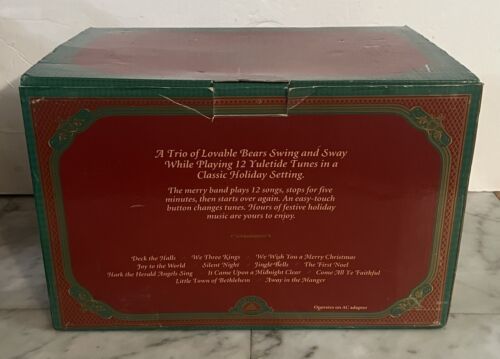 A Trio of Lovable Bears Swing and Sway
While Playing 12 Yuletide Tunes in a
Classic Holiday Setting.
The merry band plays 12 songs, stops for five
minutes, then starts over again. An easy-touch
button changes tunes. Hours of festive holiday
music are yours to enjoy.
Deck the Halls We Three Kings We Wish You a Merry Christmas
Joy to the World Silent Night Jingle Bells The First Noel
Hark the Herald Angels Sing It Came Upon a Midnight Clear Come All Ye Faithful
Little Town of Bethlehem Away in the Manger
Operates on AC adaptor